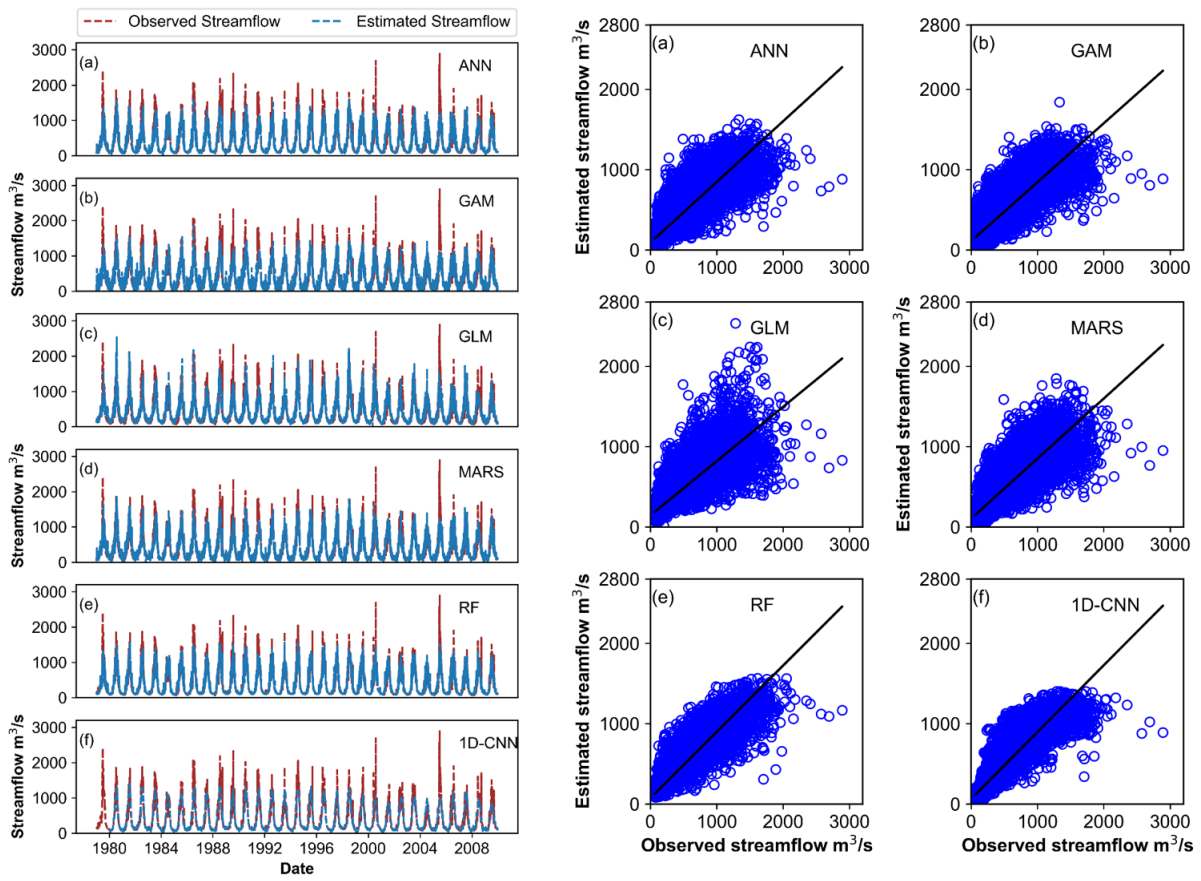 Observed Streamflow Estimated Streamflow
(a) ANN
3000
2000
1000
0
(b) GAM
3000
2000
1000
0
Streamflow m³/s
(c) GLM
3000
2000
1000
0
(d) MARS
3000
2000
1000
0
Streamflow m³/s
(e) RF
3000
2000
1000
0
(f) 1D-CNN
3000
2000
1000
0
Streamflow m³/s
1980 1984 1988 1992 1996 2000 2004 2008
Date
(a) ANN
2800
2000
1000
0
0 1000 2000 3000
Estimated streamflow m³/s
(b) GAM
2800
2000
1000
0
0 1000 2000 3000
(c) GLM
2800
2000
1000
0
0 1000 2000 3000
(d) MARS
2800
2000
1000
0
0 1000 2000 3000
Estimated streamflow m³/s
(e) RF
2800
2000
1000
0
0 1000 2000 3000
Estimated streamflow m³/s
Observed streamflow m³/s
(f) 1D-CNN
2800
2000
1000
0
0 1000 2000 3000
Observed streamflow m³/s